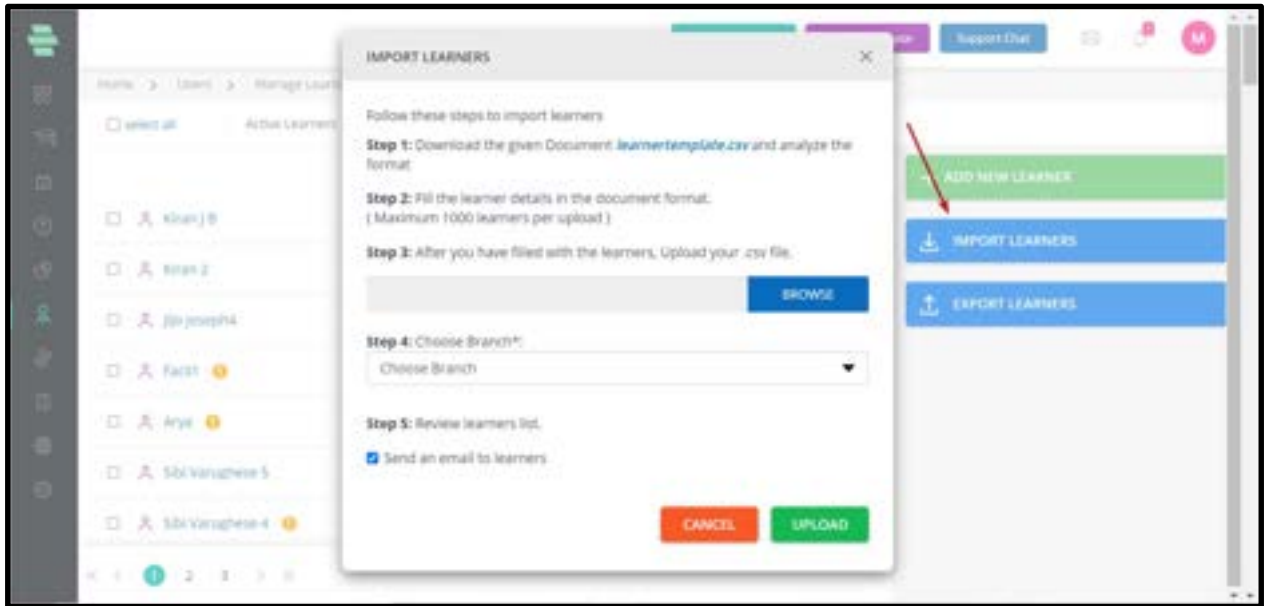 Support Chat
M
IMPORT LEARNERS
Home > Users > Manage Learn
select all Active Learners
Follow these steps to import learners
Step 1: Download the given Document learnertemplate.csv and analyze the
format
Step 2: Fill the learner details in the document format.
( Maximum 1000 learners per upload )
Step 3: After you have filled with the learners, Upload your .csv file.
BROWSE
Step 4: Choose Branch*:
Choose Branch
Step 5: Review learners list.
Send an email to learners
CANCEL UPLOAD
+ ADD NEW LEARNER
IMPORT LEARNERS
EXPORT LEARNERS
Kiran J B
Kiran 2
Jijo Joseph4
Arya
Sibi Varughese 5
Sibi Varughese 4
1 2 3